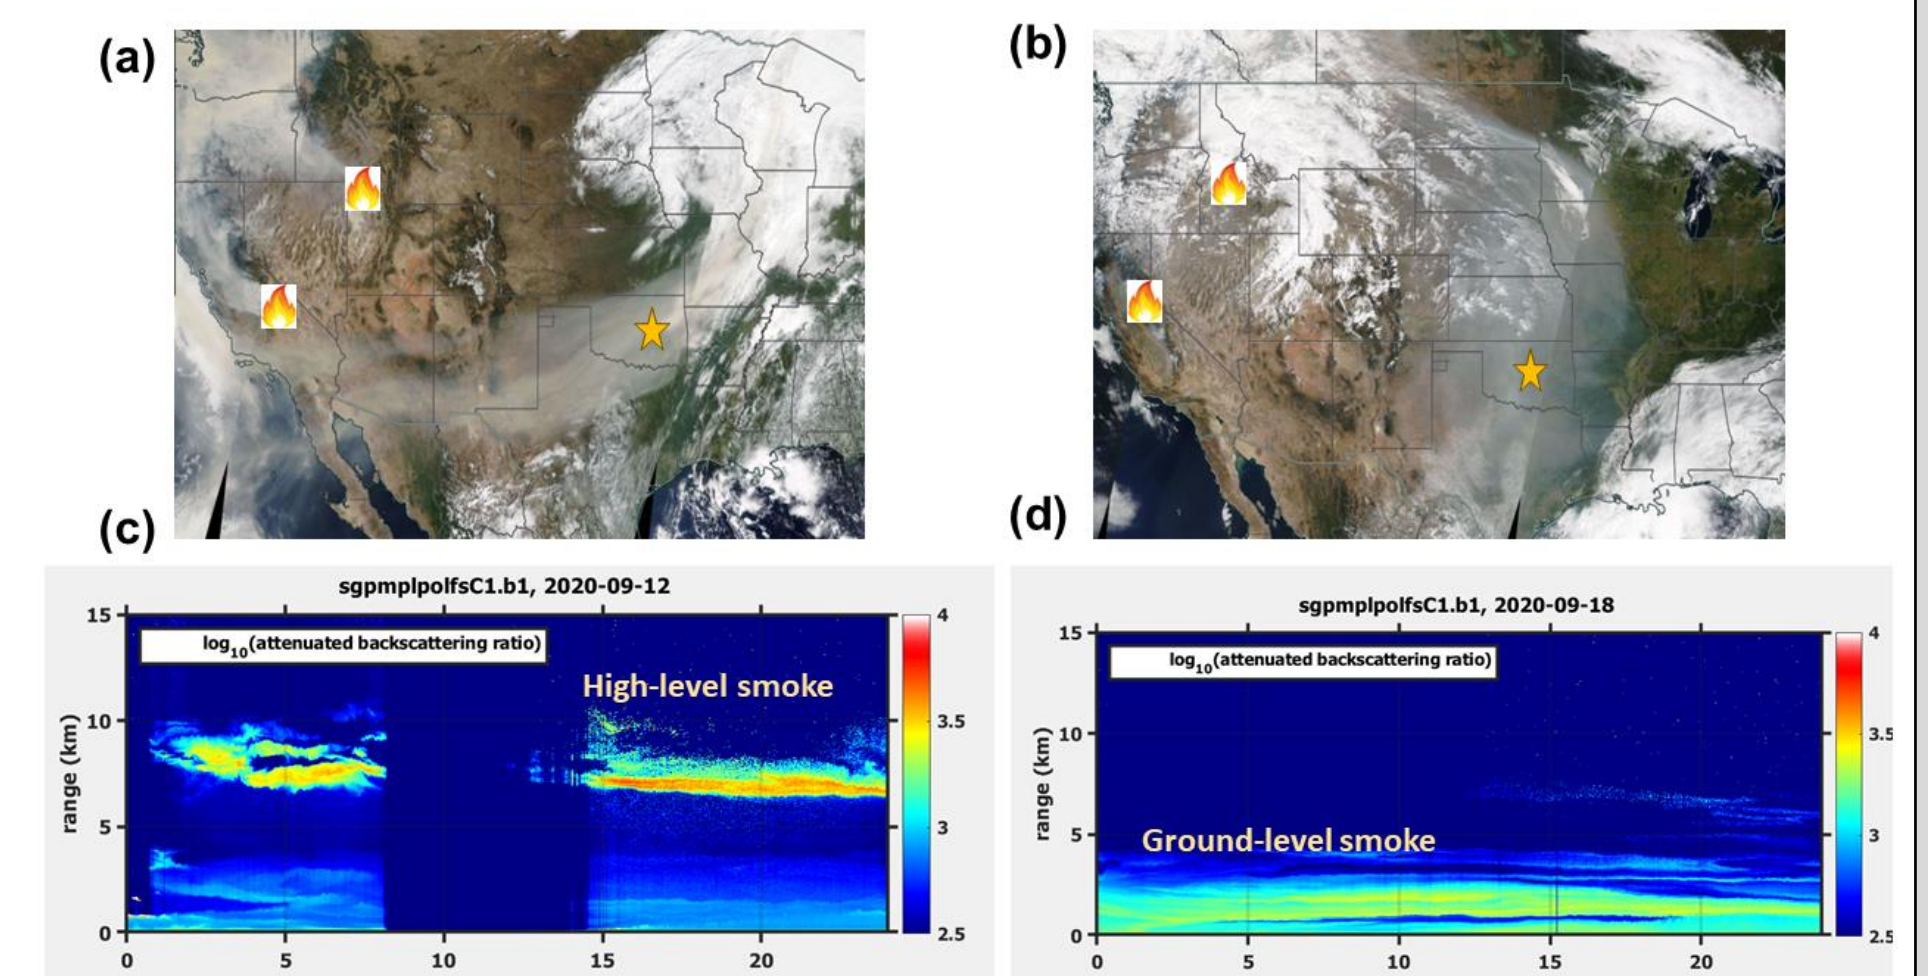 (a)
(b)
(c)
(d)
sgpmplpolfsC1.b1, 2020-09-12
log10(attenuated backscattering ratio)
High-level smoke
range (km)
15
10
5
0
0 5 10 15 20
4
3.5
3
2.5
sgpmplpolfsC1.b1, 2020-09-18
log10(attenuated backscattering ratio)
Ground-level smoke
range (km)
15
10
5
0
0 5 10 15 20
4
3.5
3
2.5